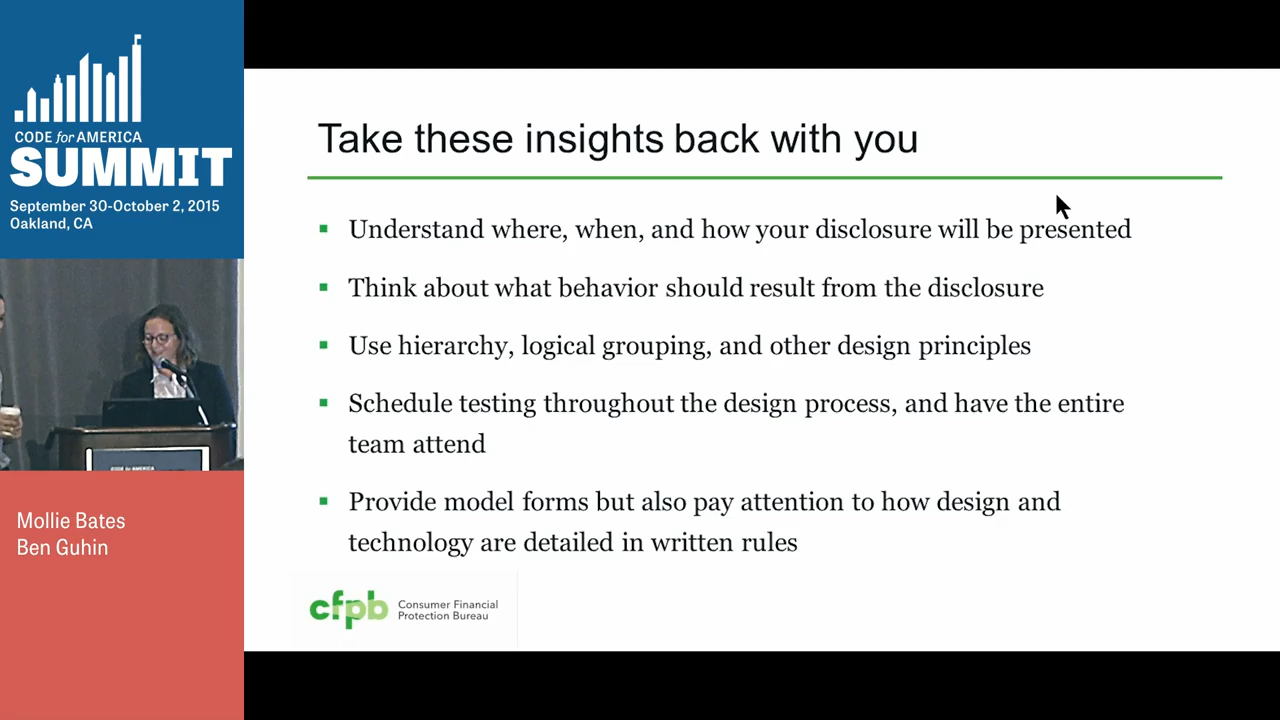 CODE for AMERICA
SUMMIT
September 30-October 2, 2015
Oakland, CA
CODE for AMERICA
Mollie Bates
Ben Guhin
Take these insights back with you
Understand where, when, and how your disclosure will be presented
Think about what behavior should result from the disclosure
Use hierarchy, logical grouping, and other design principles
Schedule testing throughout the design process, and have the entire
team attend
Provide model forms but also pay attention to how design and
technology are detailed in written rules
cfpb
Consumer Financial
Protection Bureau